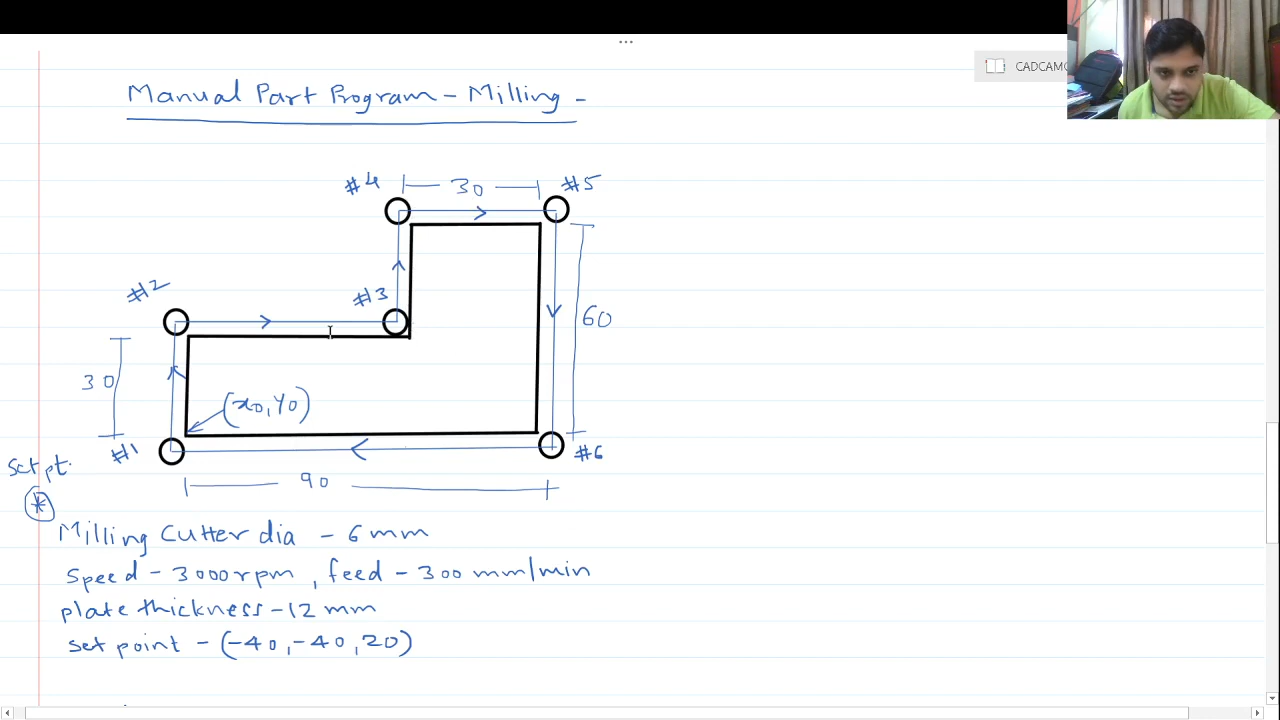 CADCAM
Manual Part Program - Milling -
#4
30
#5
#2
#3
60
30
(x0, y0)
Set pt.
#1
#6
90
Milling Cutter dia - 6 mm
Speed - 3000 rpm, feed - 300 mm/min
plate thickness - 12 mm
set point - (-40, -40, 20)